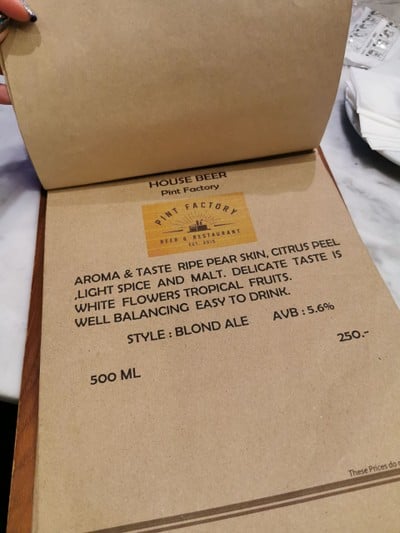 HOUSE BEER
Pint Factory
PINT FACTORY
BEER & RESTAURANT
EST. 2015
AROMA & TASTE RIPE PEAR SKIN, CITRUS PEEL
,LIGHT SPICE AND MALT. DELICATE TASTE IS
WHITE FLOWERS TROPICAL FRUITS.
WELL BALANCING EASY TO DRINK.
STYLE : BLOND ALE AVB : 5.6%
250.-
500 ML
These Prices do